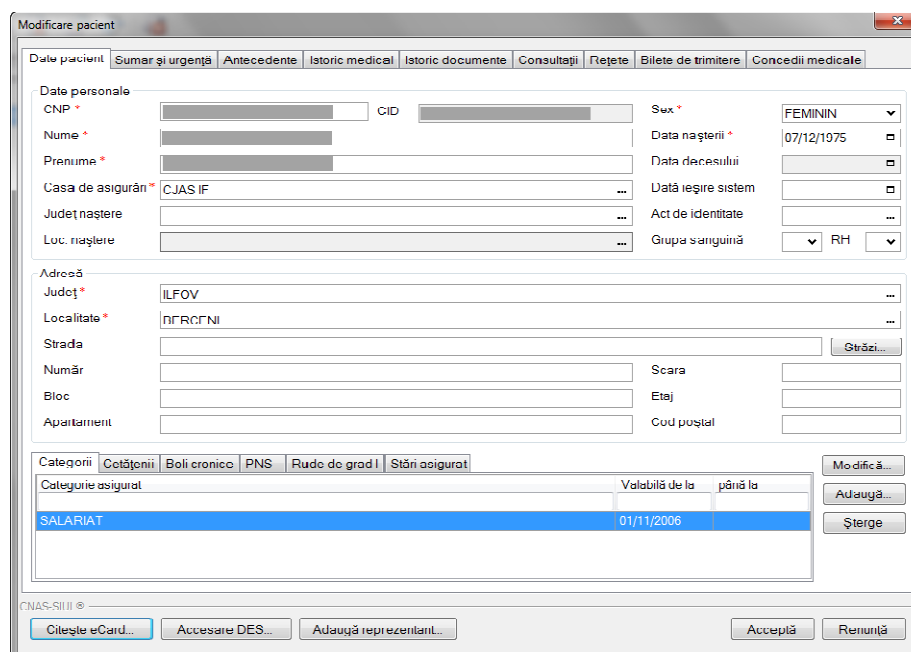 Modificare pacient
Date pacient Sumar și urgență Antecedente Istoric medical Istoric documente Consultații Rețete Bilete de trimitere Concedii medicale
Date personale
CNP * CID Sex * FEMININ
Nume * Data nașterii * 07/12/1975
Prenume * Data decesului
Casa de asigurări * CJAS IF ... Dată ieșire sistem
Județ naștere ... Act de identitate ...
Loc. naștere ... Grupa sanguină RH
Adresă
Județ * ILFOV ...
Localitate * BERCENI ...
Strada Străzi...
Număr Scara
Bloc Etaj
Apartament Cod poștal
Categorii Cetățenii Boli cronice PNS Rude de grad I Stări asigurat
Modifică...
Categorie asigurat Valabilă de la până la
Adaugă...
SALARIAT 01/11/2006
Șterge
CNAS-SIUI ®
Citește eCard... Accesare DES... Adaugă reprezentant... Acceptă Renunță